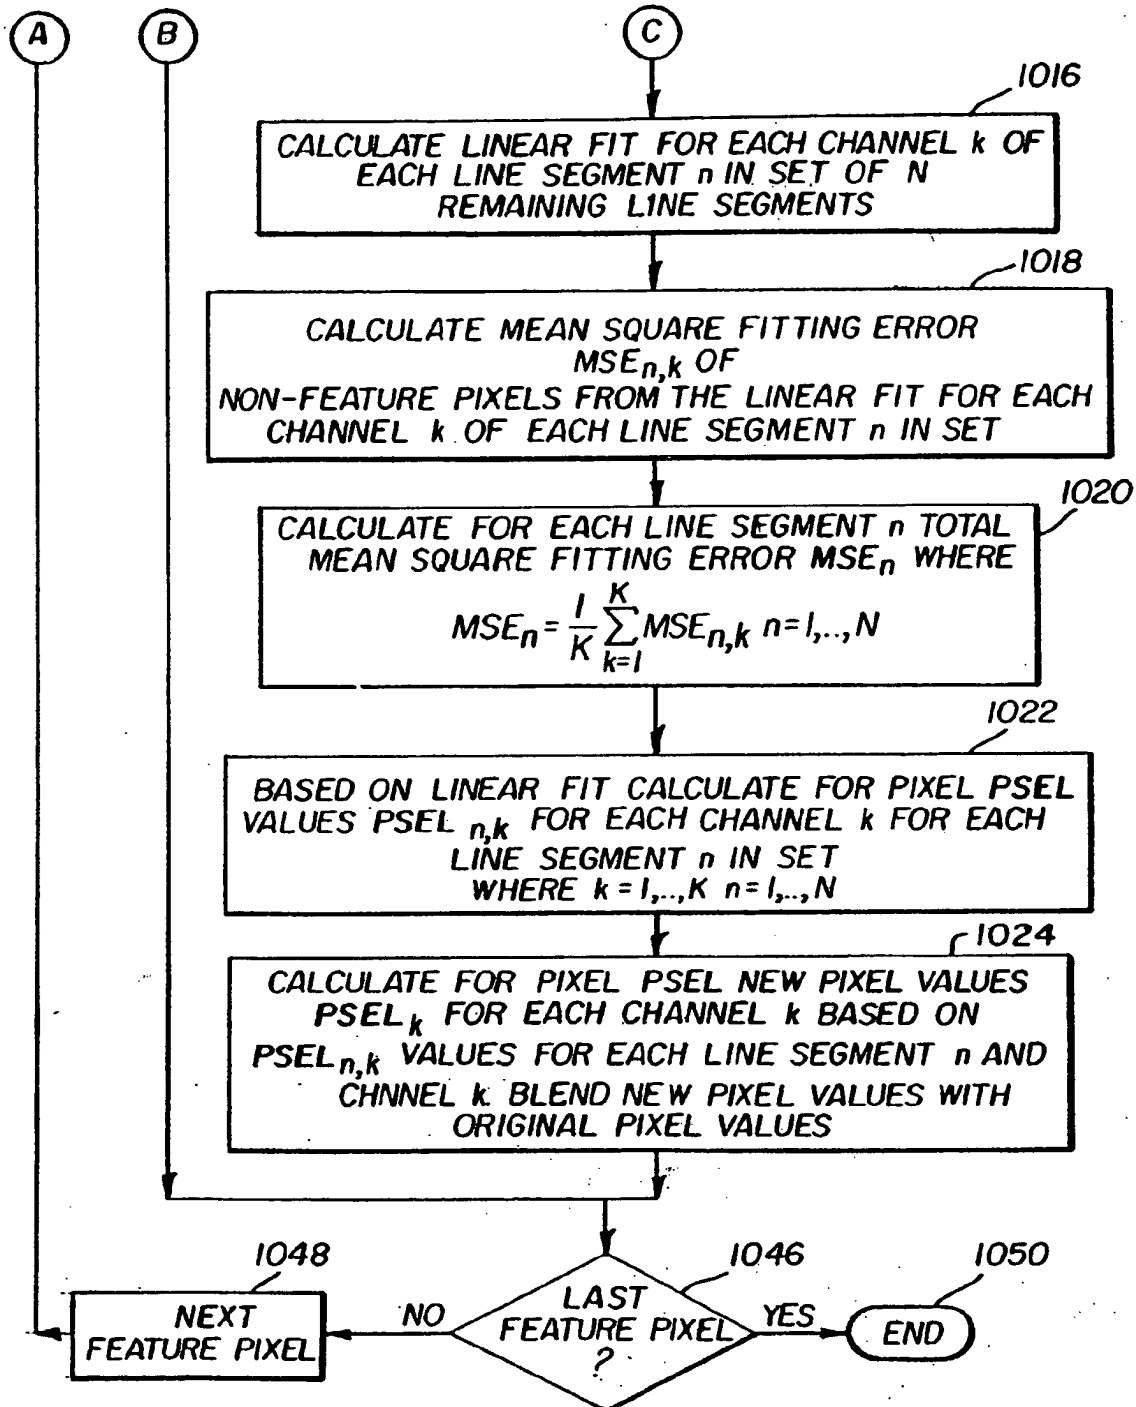 A B C
1016
CALCULATE LINEAR FIT FOR EACH CHANNEL k OF
EACH LINE SEGMENT n IN SET OF N
REMAINING LINE SEGMENTS
1018
CALCULATE MEAN SQUARE FITTING ERROR
MSEn,k OF
NON-FEATURE PIXELS FROM THE LINEAR FIT FOR EACH
CHANNEL k OF EACH LINE SEGMENT n IN SET
1020
CALCULATE FOR EACH LINE SEGMENT n TOTAL
MEAN SQUARE FITTING ERROR MSEn WHERE
MSEn = 1/K K∑k=1 MSEn,k n=1,..,N
1022
BASED ON LINEAR FIT CALCULATE FOR PIXEL PSEL
VALUES PSEL n,k FOR EACH CHANNEL k FOR EACH
LINE SEGMENT n IN SET
WHERE k = 1,..,K n = 1,..,N
1024
CALCULATE FOR PIXEL PSEL NEW PIXEL VALUES
PSELk FOR EACH CHANNEL k BASED ON
PSELn,k VALUES FOR EACH LINE SEGMENT n AND
CHNNEL k BLEND NEW PIXEL VALUES WITH
ORIGINAL PIXEL VALUES
1048 1046 1050
NEXT
FEATURE PIXEL
NO
LAST
FEATURE PIXEL
?
YES
END